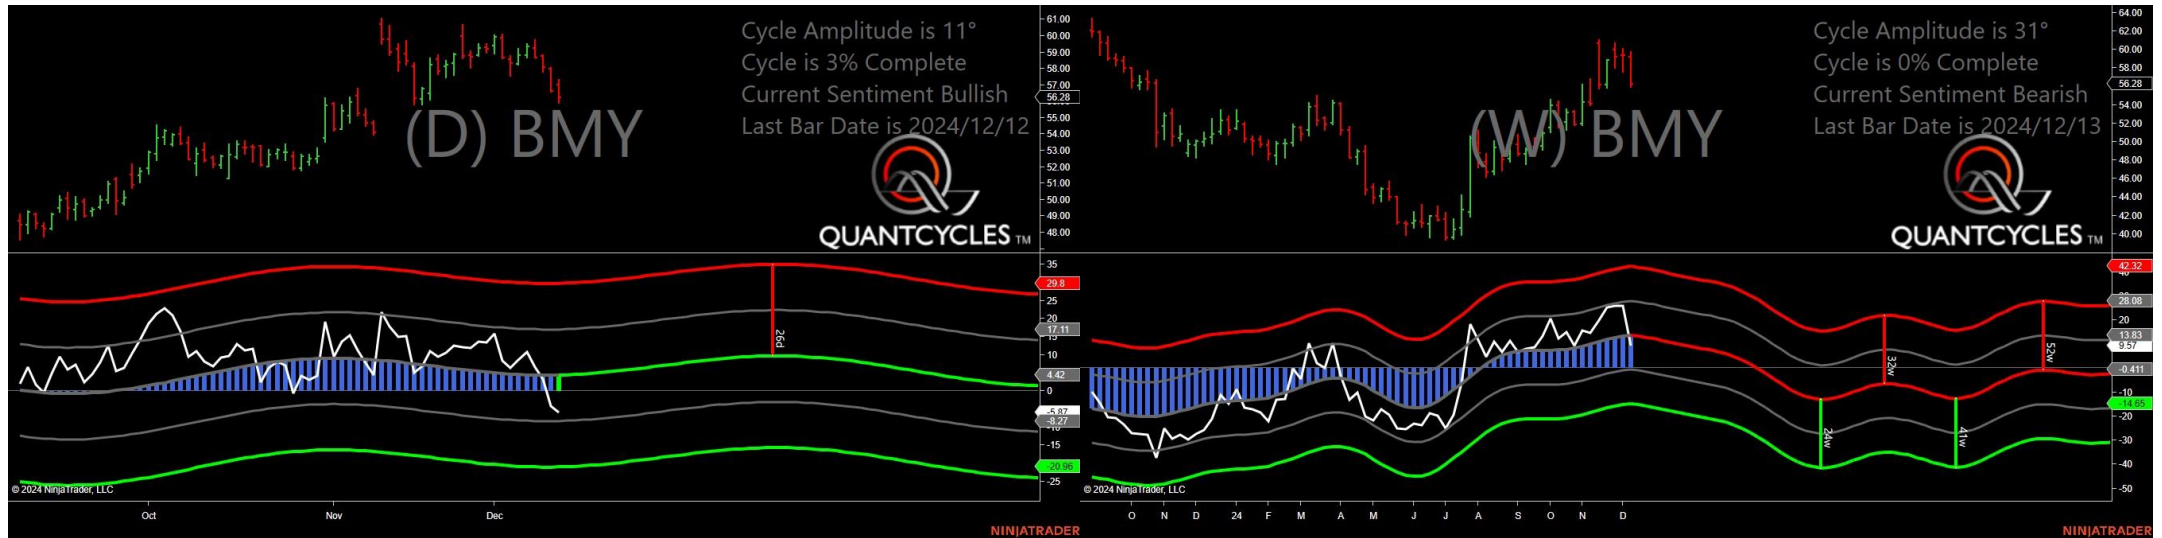 Cycle Amplitude is 11°
Cycle is 3% Complete
Current Sentiment Bullish
Last Bar Date is 2024/12/12
(D) BMY
QUANTCYCLES TM
61.00
60.00
59.00
58.00
57.00
56.28
55.00
54.00
53.00
52.00
51.00
50.00
49.00
48.00
35
29.8
25
20
17.11
10
4.42
0
-5.87
-8.27
-15
-20.96
-25
26d
© 2024 NinjaTrader, LLC
Oct Nov Dec
NINJATRADER
Cycle Amplitude is 31°
Cycle is 0% Complete
Current Sentiment Bearish
Last Bar Date is 2024/12/13
(W) BMY
QUANTCYCLES TM
64.00
62.00
60.00
58.00
56.28
54.00
52.00
50.00
48.00
46.00
44.00
42.00
40.00
42.32
28.08
20
13.83
9.57
-0.411
-10
-14.65
-20
-30
-40
-50
24w
32w
41w
52w
© 2024 NinjaTrader, LLC
O N D 24 F M A M J J A S O N D
NINJATRADER